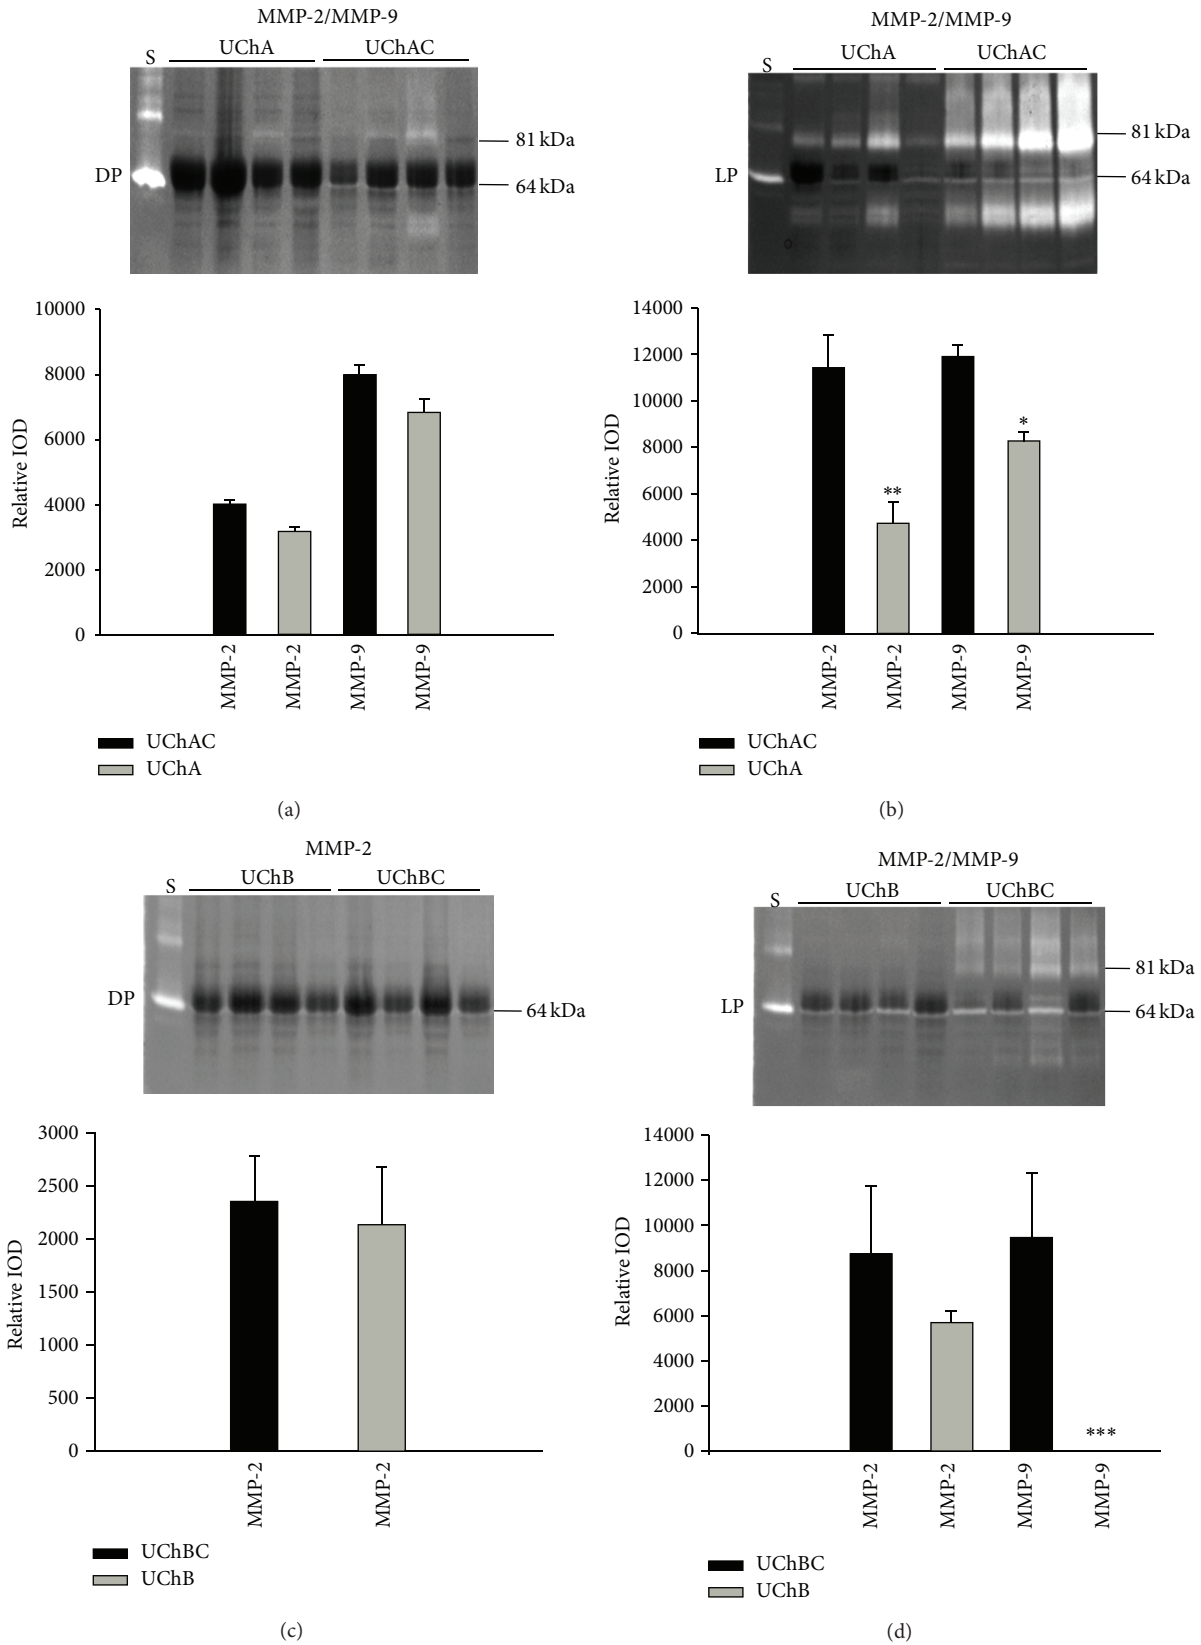 MMP-2/MMP-9
S UChA UChAC
81 kDa
DP
64 kDa
10000
8000
6000
4000
2000
0
Relative IOD
MMP-2 MMP-2 MMP-9 MMP-9
UChAC
UChA
(a)
MMP-2/MMP-9
S UChA UChAC
81 kDa
LP
64 kDa
14000
12000
10000
8000
6000
4000
2000
0
Relative IOD
**
*
MMP-2 MMP-2 MMP-9 MMP-9
UChAC
UChA
(b)
MMP-2
S UChB UChBC
DP
64 kDa
3000
2500
2000
1500
1000
500
0
Relative IOD
MMP-2 MMP-2
UChBC
UChB
(c)
MMP-2/MMP-9
S UChB UChBC
81 kDa
LP
64 kDa
14000
12000
10000
8000
6000
4000
2000
0
Relative IOD
***
MMP-2 MMP-2 MMP-9 MMP-9
UChBC
UChB
(d)